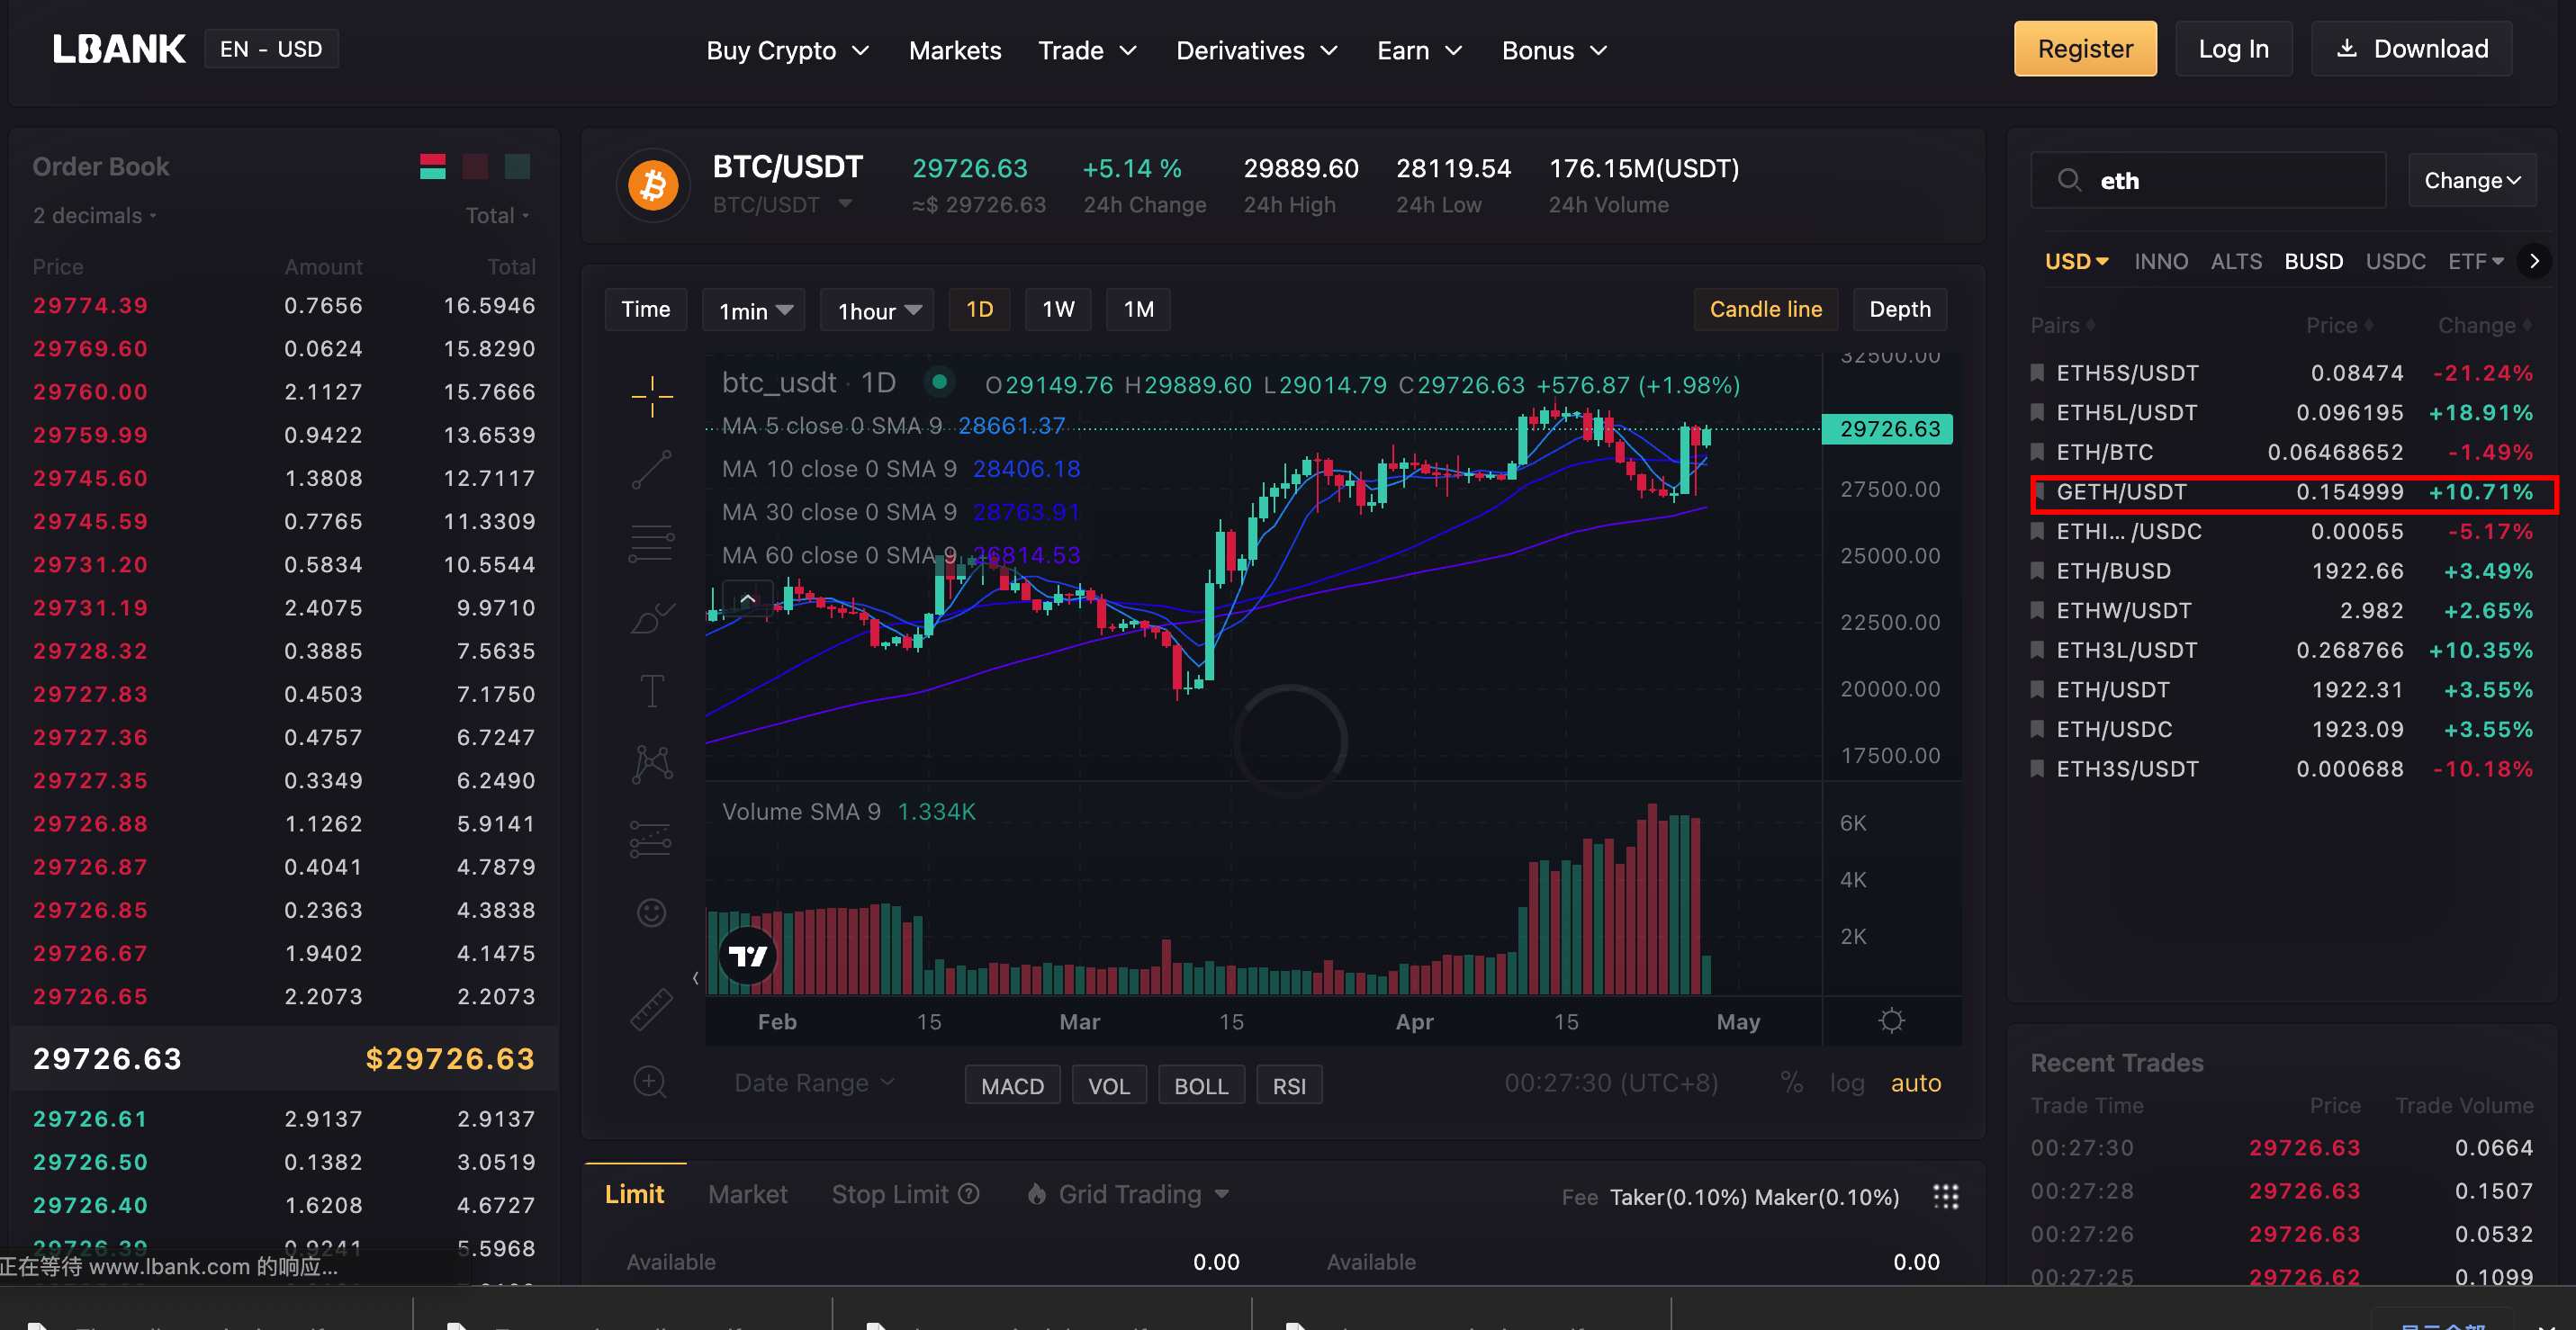 LBANK EN - USD Buy Crypto Markets Trade Derivatives Earn Bonus Register Log In Download
Order Book
2 decimals Total
Price Amount Total
29774.39 0.7656 16.5946
29769.60 0.0624 15.8290
29760.00 2.1127 15.7666
29759.99 0.9422 13.6539
29745.60 1.3808 12.7117
29745.59 0.7765 11.3309
29731.20 0.5834 10.5544
29731.19 2.4075 9.9710
29728.32 0.3885 7.5635
29727.83 0.4503 7.1750
29727.36 0.4757 6.7247
29727.35 0.3349 6.2490
29726.88 1.1262 5.9141
29726.87 0.4041 4.7879
29726.85 0.2363 4.3838
29726.67 1.9402 4.1475
29726.65 2.2073 2.2073
29726.63 $29726.63
29726.61 2.9137 2.9137
29726.50 0.1382 3.0519
29726.40 1.6208 4.6727
29726.39 0.9241 5.5968
正在等待 www.lbank.com 的响应...
BTC/USDT 29726.63 +5.14 % 29889.60 28119.54 176.15M(USDT)
BTC/USDT ≈$ 29726.63 24h Change 24h High 24h Low 24h Volume
Time 1min 1hour 1D 1W 1M Candle line Depth
btc_usdt · 1D O29149.76 H29889.60 L29014.79 C29726.63 +576.87 (+1.98%)
MA 5 close 0 SMA 9 28661.37
MA 10 close 0 SMA 9 28406.18
MA 30 close 0 SMA 9 28763.91
MA 60 close 0 SMA 9 26814.53
32500.00
29726.63
27500.00
25000.00
22500.00
20000.00
17500.00
Volume SMA 9 1.334K
6K
4K
2K
Feb 15 Mar 15 Apr 15 May
Date Range MACD VOL BOLL RSI 00:27:30 (UTC+8) % log auto
Limit Market Stop Limit Grid Trading Fee Taker(0.10%) Maker(0.10%)
Available 0.00 Available 0.00
eth Change
USD INNO ALTS BUSD USDC ETF
Pairs Price Change
ETH5S/USDT 0.08474 -21.24%
ETH5L/USDT 0.096195 +18.91%
ETH/BTC 0.06468652 -1.49%
GETH/USDT 0.154999 +10.71%
ETHI... /USDC 0.00055 -5.17%
ETH/BUSD 1922.66 +3.49%
ETHW/USDT 2.982 +2.65%
ETH3L/USDT 0.268766 +10.35%
ETH/USDT 1922.31 +3.55%
ETH/USDC 1923.09 +3.55%
ETH3S/USDT 0.000688 -10.18%
Recent Trades
Trade Time Price Trade Volume
00:27:30 29726.63 0.0664
00:27:28 29726.63 0.1507
00:27:26 29726.63 0.0532
00:27:25 29726.62 0.1099